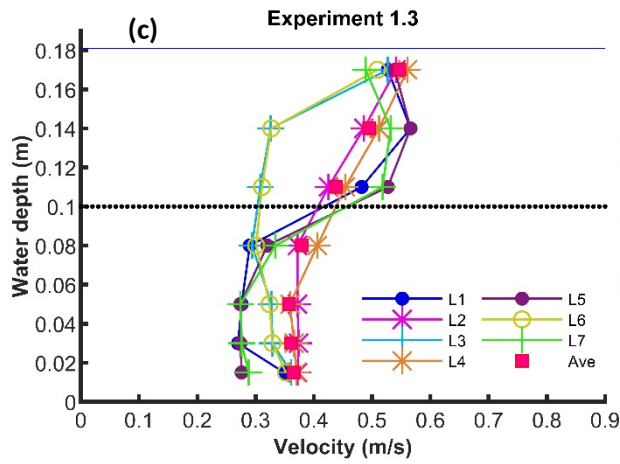 (c)
Experiment 1.3
0.18
0.16
0.14
0.12
0.1
0.08
0.06
0.04
0.02
0
Water depth (m)
0 0.1 0.2 0.3 0.4 0.5 0.6 0.7 0.8 0.9
Velocity (m/s)
L1 L5
L2 L6
L3 L7
L4 Ave